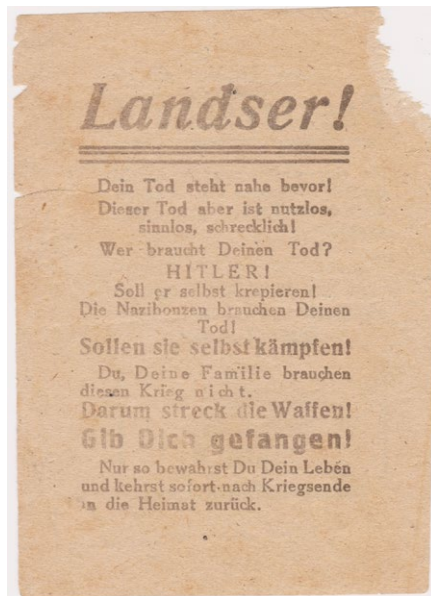 Landser!
Dein Tod steht nahe bevor!
Dieser Tod aber ist nutzlos,
sinnlos, schrecklich!
Wer braucht Deinen Tod?
HITLER!
Soll er selbst krepieren!
Die Nazibonzen brauchen Deinen
Tod!
Sollen sie selbst kämpfen!
Du, Deine Familie brauchen
diesen Krieg nicht.
Darum streck die Waffen!
Gib Dich gefangen!
Nur so bewahrst Du Dein Leben
und kehrst sofort nach Kriegsende
in die Heimat zurück.